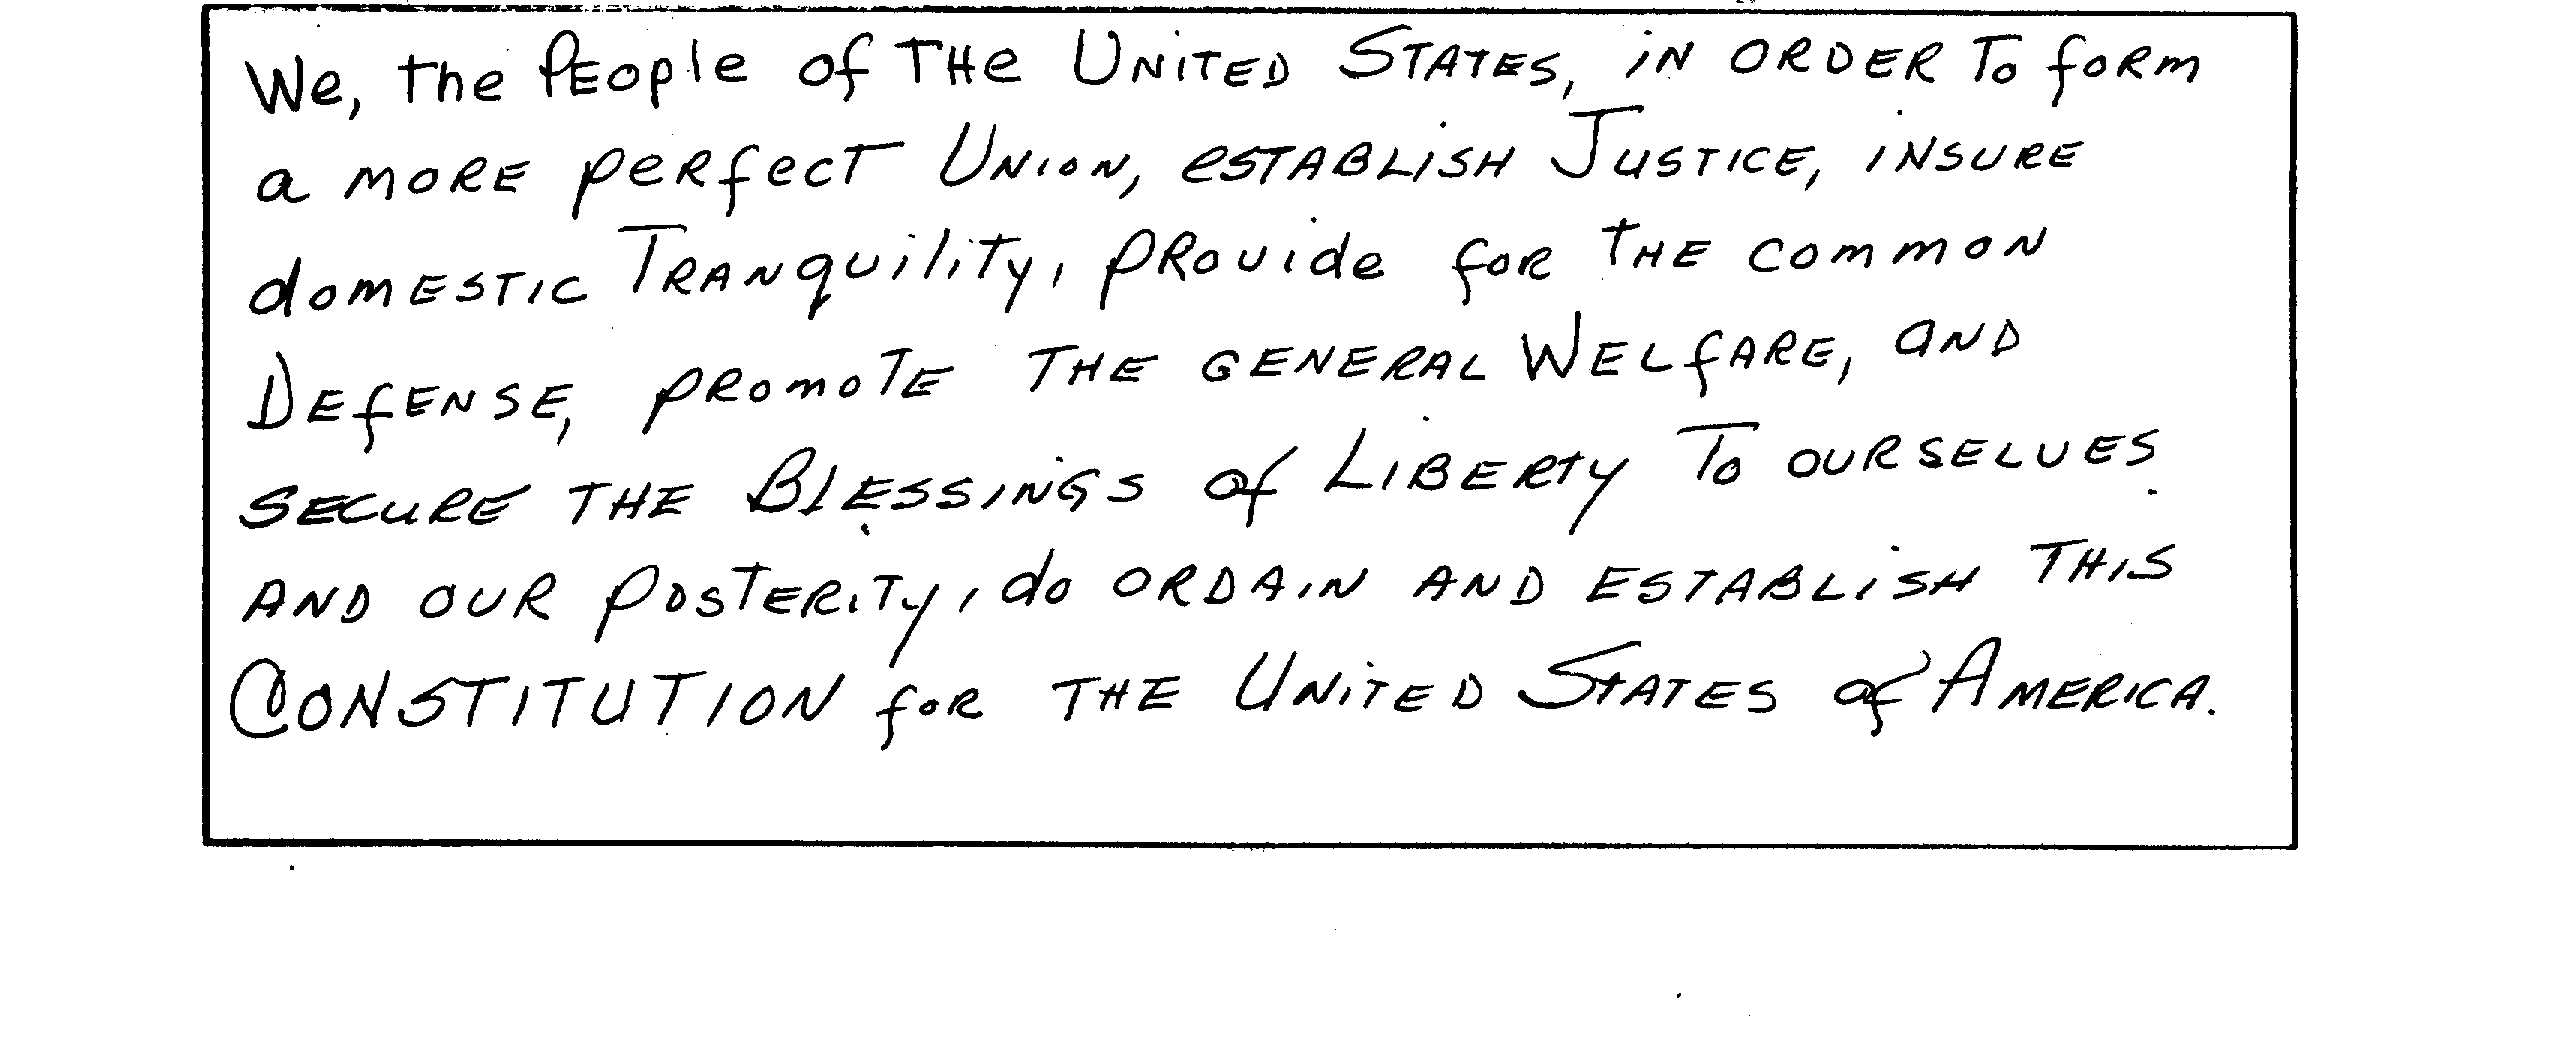 We, the People of the United States, in order to form
a more perfect Union, establish Justice, insure
domestic Tranquility, provide for the common
Defense, promote the general Welfare, and
secure the Blessings of Liberty to ourselves
and our posterity, do ordain and establish this
Constitution for the United States of America.